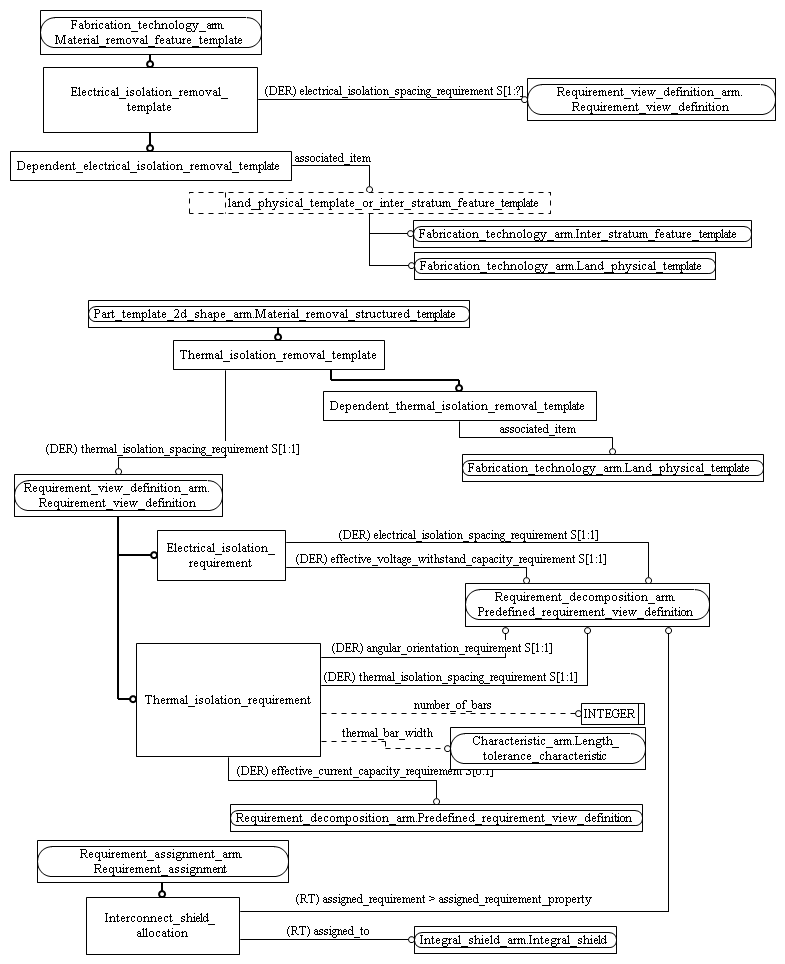 Fabrication_technology_arm.
Material_removal_feature_template
Electrical_isolation_removal_
template
(DER) electrical_isolation_spacing_requirement S[1:?]
Requirement_view_definition_arm.
Requirement_view_definition
Dependent_electrical_isolation_removal_template
associated_item
land_physical_template_or_inter_stratum_feature_template
Fabrication_technology_arm.Inter_stratum_feature_template
Fabrication_technology_arm.Land_physical_template
Part_template_2d_shape_arm.Material_removal_structured_template
Thermal_isolation_removal_template
Dependent_thermal_isolation_removal_template
associated_item
(DER) thermal_isolation_spacing_requirement S[1:1]
Fabrication_technology_arm.Land_physical_template
Requirement_view_definition_arm.
Requirement_view_definition
(DER) electrical_isolation_spacing_requirement S[1:1]
Electrical_isolation_
requirement
(DER) effective_voltage_withstand_capacity_requirement S[1:1]
Requirement_decomposition_arm.
Predefined_requirement_view_definition
(DER) angular_orientation_requirement S[1:1]
(DER) thermal_isolation_spacing_requirement S[1:1]
Thermal_isolation_requirement
number_of_bars
INTEGER
thermal_bar_width
Characteristic_arm.Length_
tolerance_characteristic
(DER) effective_current_capacity_requirement S[0:1]
Requirement_decomposition_arm.Predefined_requirement_view_definition
Requirement_assignment_arm.
Requirement_assignment
(RT) assigned_requirement > assigned_requirement_property
Interconnect_shield_
allocation
(RT) assigned_to
Integral_shield_arm.Integral_shield